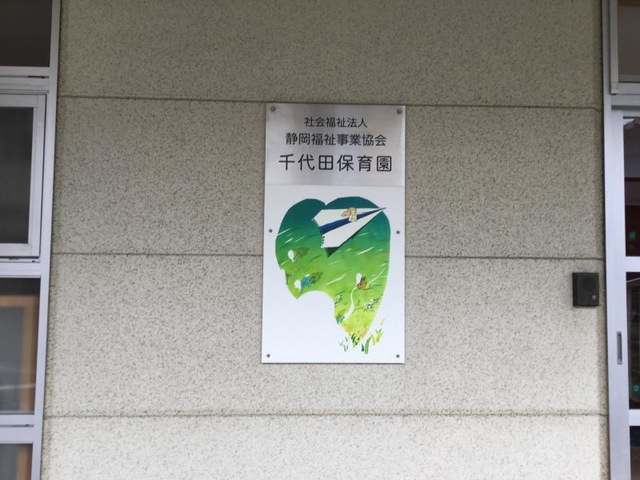 社会福祉法人
静岡福祉事業協会
千代田保育園